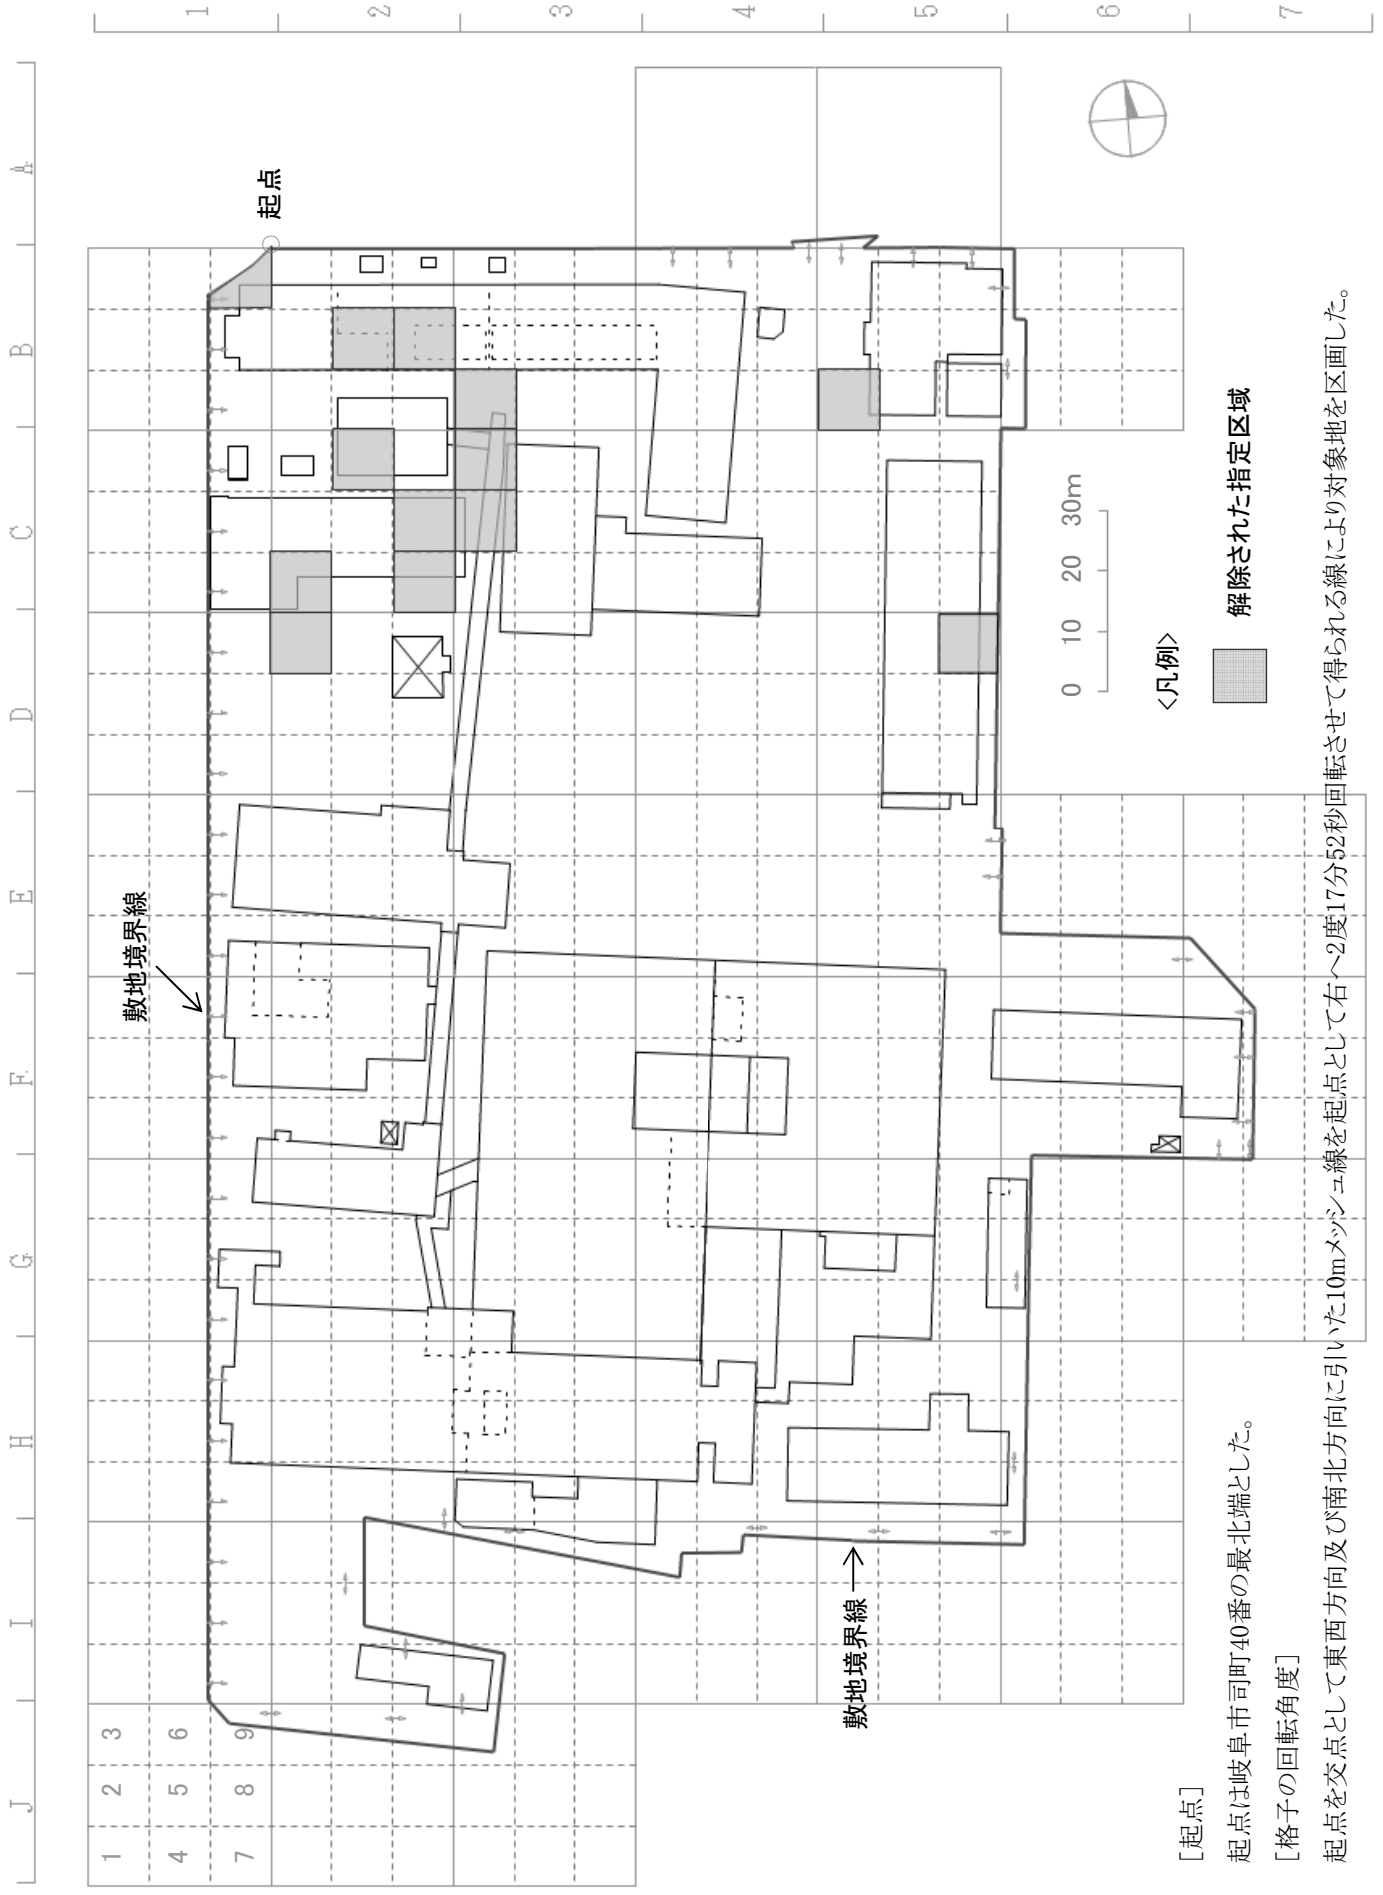 J I H G F E D C B A
1
2
3
4
5
6
7
1 2 3
4 5 6
7 8 9
敷地境界線
起点
敷地境界線
0 10 20 30m
<凡例>
解除された指定区域
[起点]
起点は岐阜市司町40番の最北端とした。
[格子の回転角度]
起点を交点として東西方向及び南北方向に引いた10mメッシュ線を起点として右へ2度17分52秒回転させて得られる線により対象地を区画した。